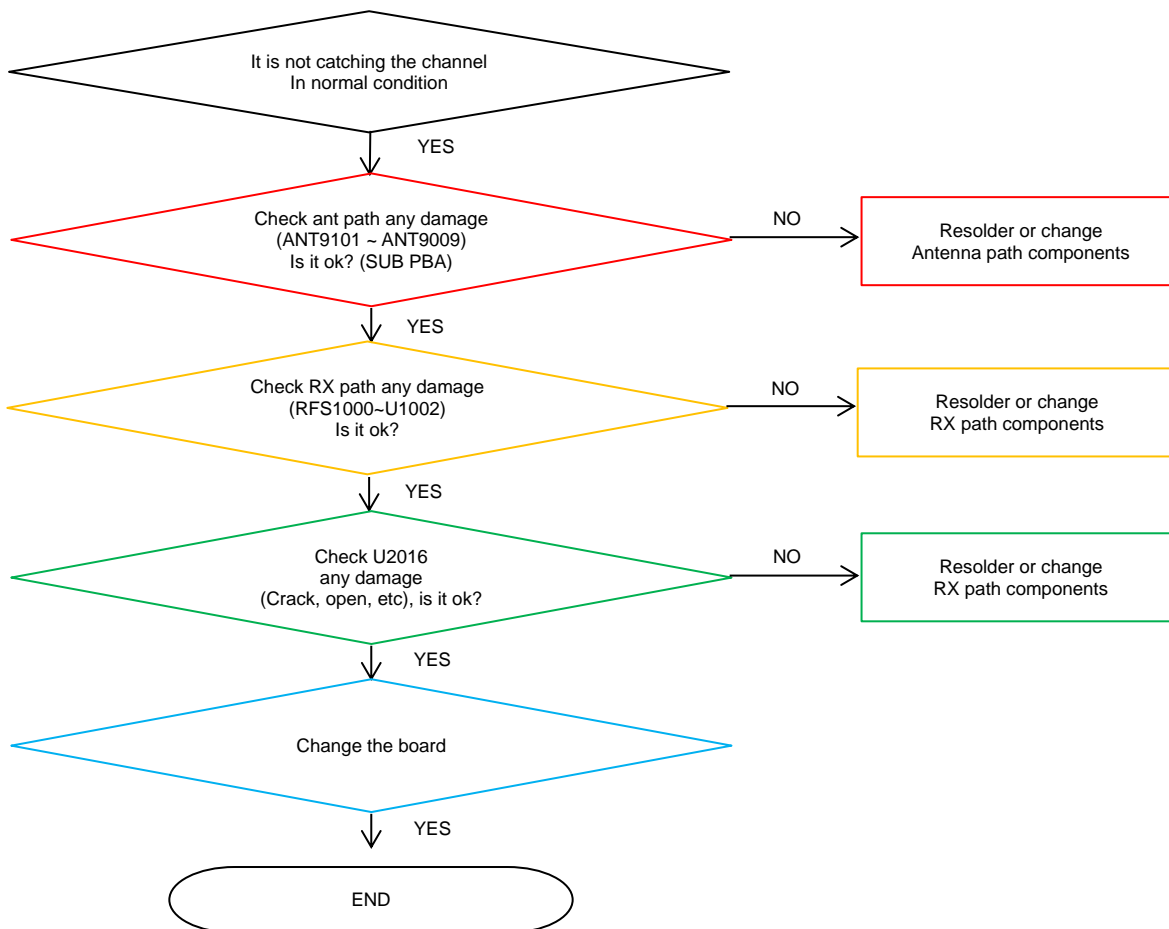 It is not catching the channel
In normal condition
YES
Check ant path any damage
(ANT9101 ~ ANT9009)
Is it ok? (SUB PBA)
NO
Resolder or change
Antenna path components
YES
Check RX path any damage
(RFS1000~U1002)
Is it ok?
NO
Resolder or change
RX path components
YES
Check U2016
any damage
(Crack, open, etc), is it ok?
NO
Resolder or change
RX path components
YES
Change the board
YES
END